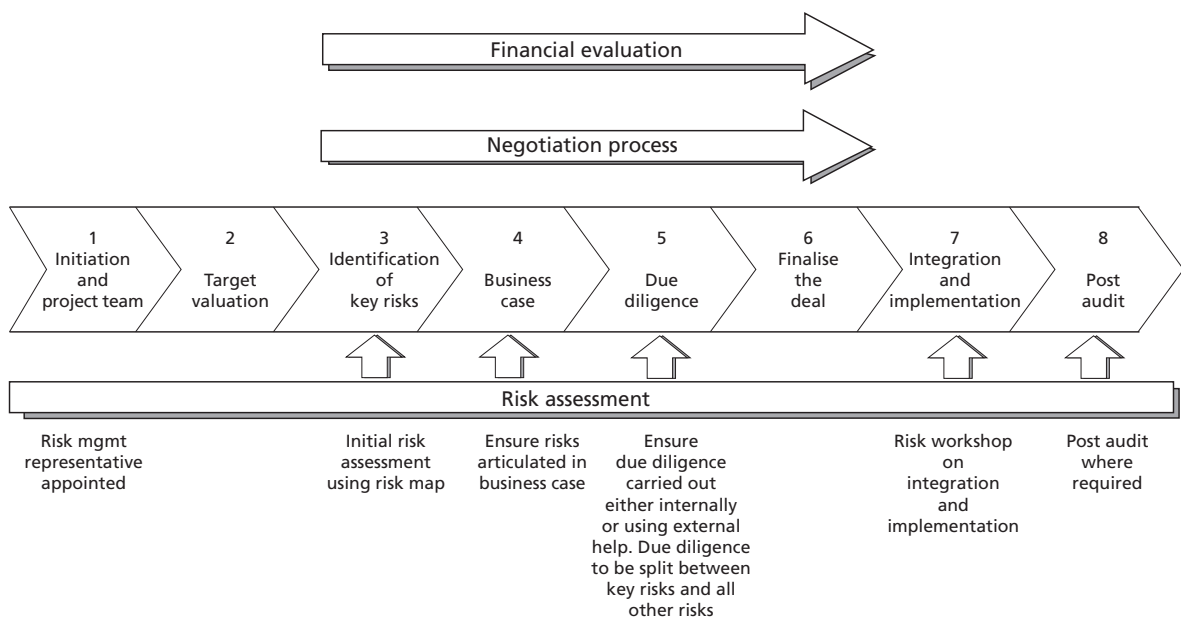 Financial evaluation
Negotiation process
1
Initiation
and
project team
2
Target
valuation
3
Identification
of
key risks
4
Business
case
5
Due
diligence
6
Finalise
the
deal
7
Integration
and
implementation
8
Post
audit
Risk assessment
Risk mgmt
representative
appointed
Initial risk
assessment
using risk map
Ensure risks
articulated in
business case
Ensure
due diligence
carried out
either internally
or using external
help. Due diligence
to be split between
key risks and all
other risks
Risk workshop
on
integration
and
implementation
Post audit
where
required